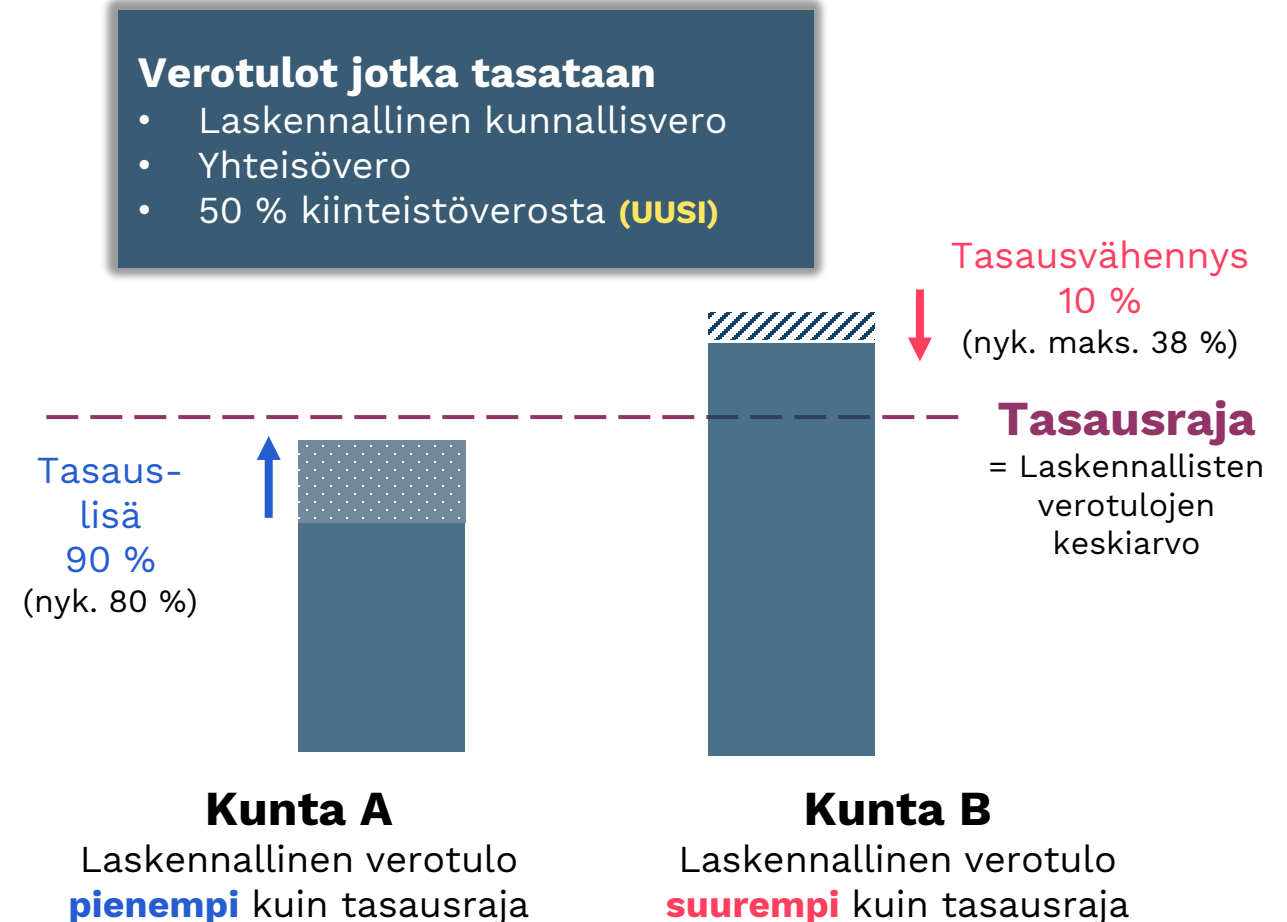 Verotulot jotka tasataan
• Laskennallinen kunnallisvero
• Yhteisövero
• 50 % kiinteistöverosta (UUSI)
Tasausvähennys
10 %
(nyk. maks. 38 %)
Tasausraja
= Laskennallisten
verotulojen
keskiarvo
Tasaus-
lisä
90 %
(nyk. 80 %)
Kunta A
Laskennallinen verotulo
pienempi kuin tasausraja
Kunta B
Laskennallinen verotulo
suurempi kuin tasausraja